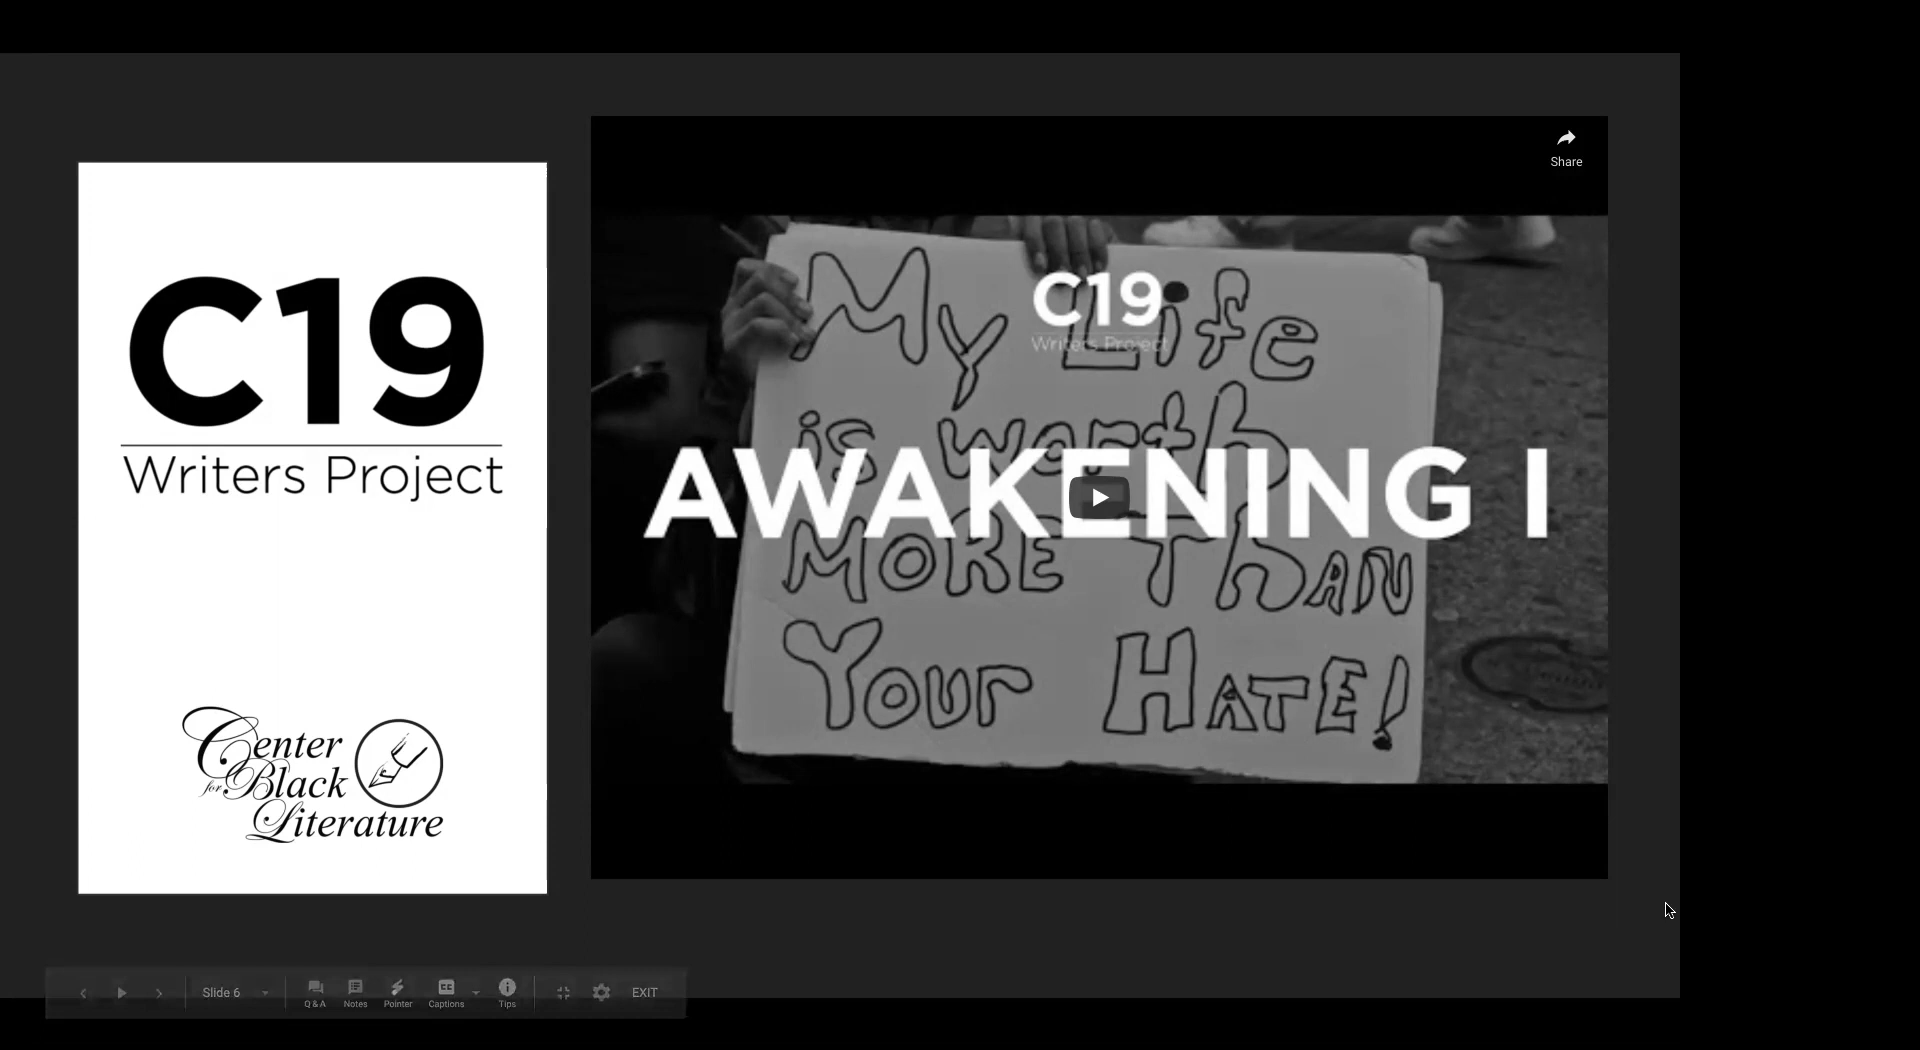 C19
Writers Project
Center
for Black
Literature
Share
C19
Writers Project
My Life
is worth
MORE THAN
YOUR HATE!
AWAKENING I
Slide 6
Q & A
Notes
Pointer
CC
Captions
Tips
EXIT